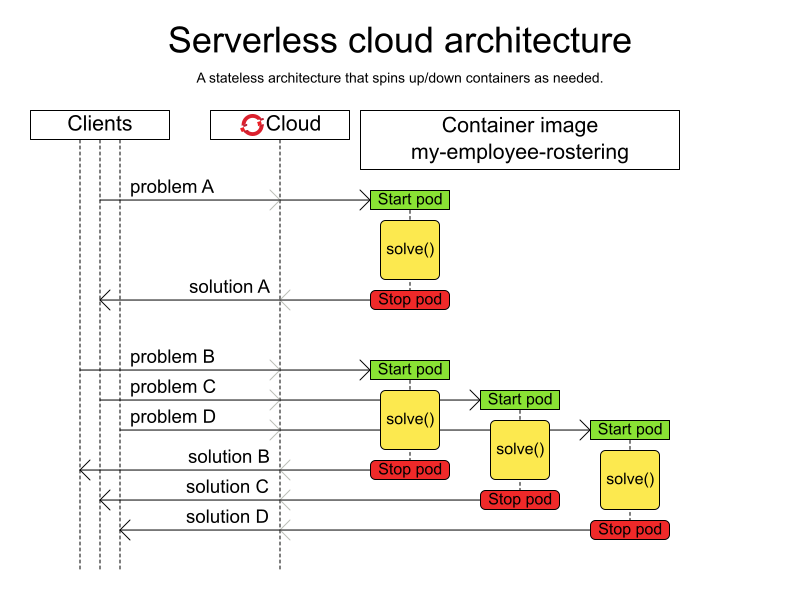 Serverless cloud architecture
A stateless architecture that spins up/down containers as needed.
Clients
Cloud
Container image
my-employee-rostering
problem A
Start pod
solve()
solution A
Stop pod
problem B
Start pod
problem C
Start pod
problem D
solve()
Start pod
solve()
solution B
Stop pod
solve()
solution C
Stop pod
solution D
Stop pod